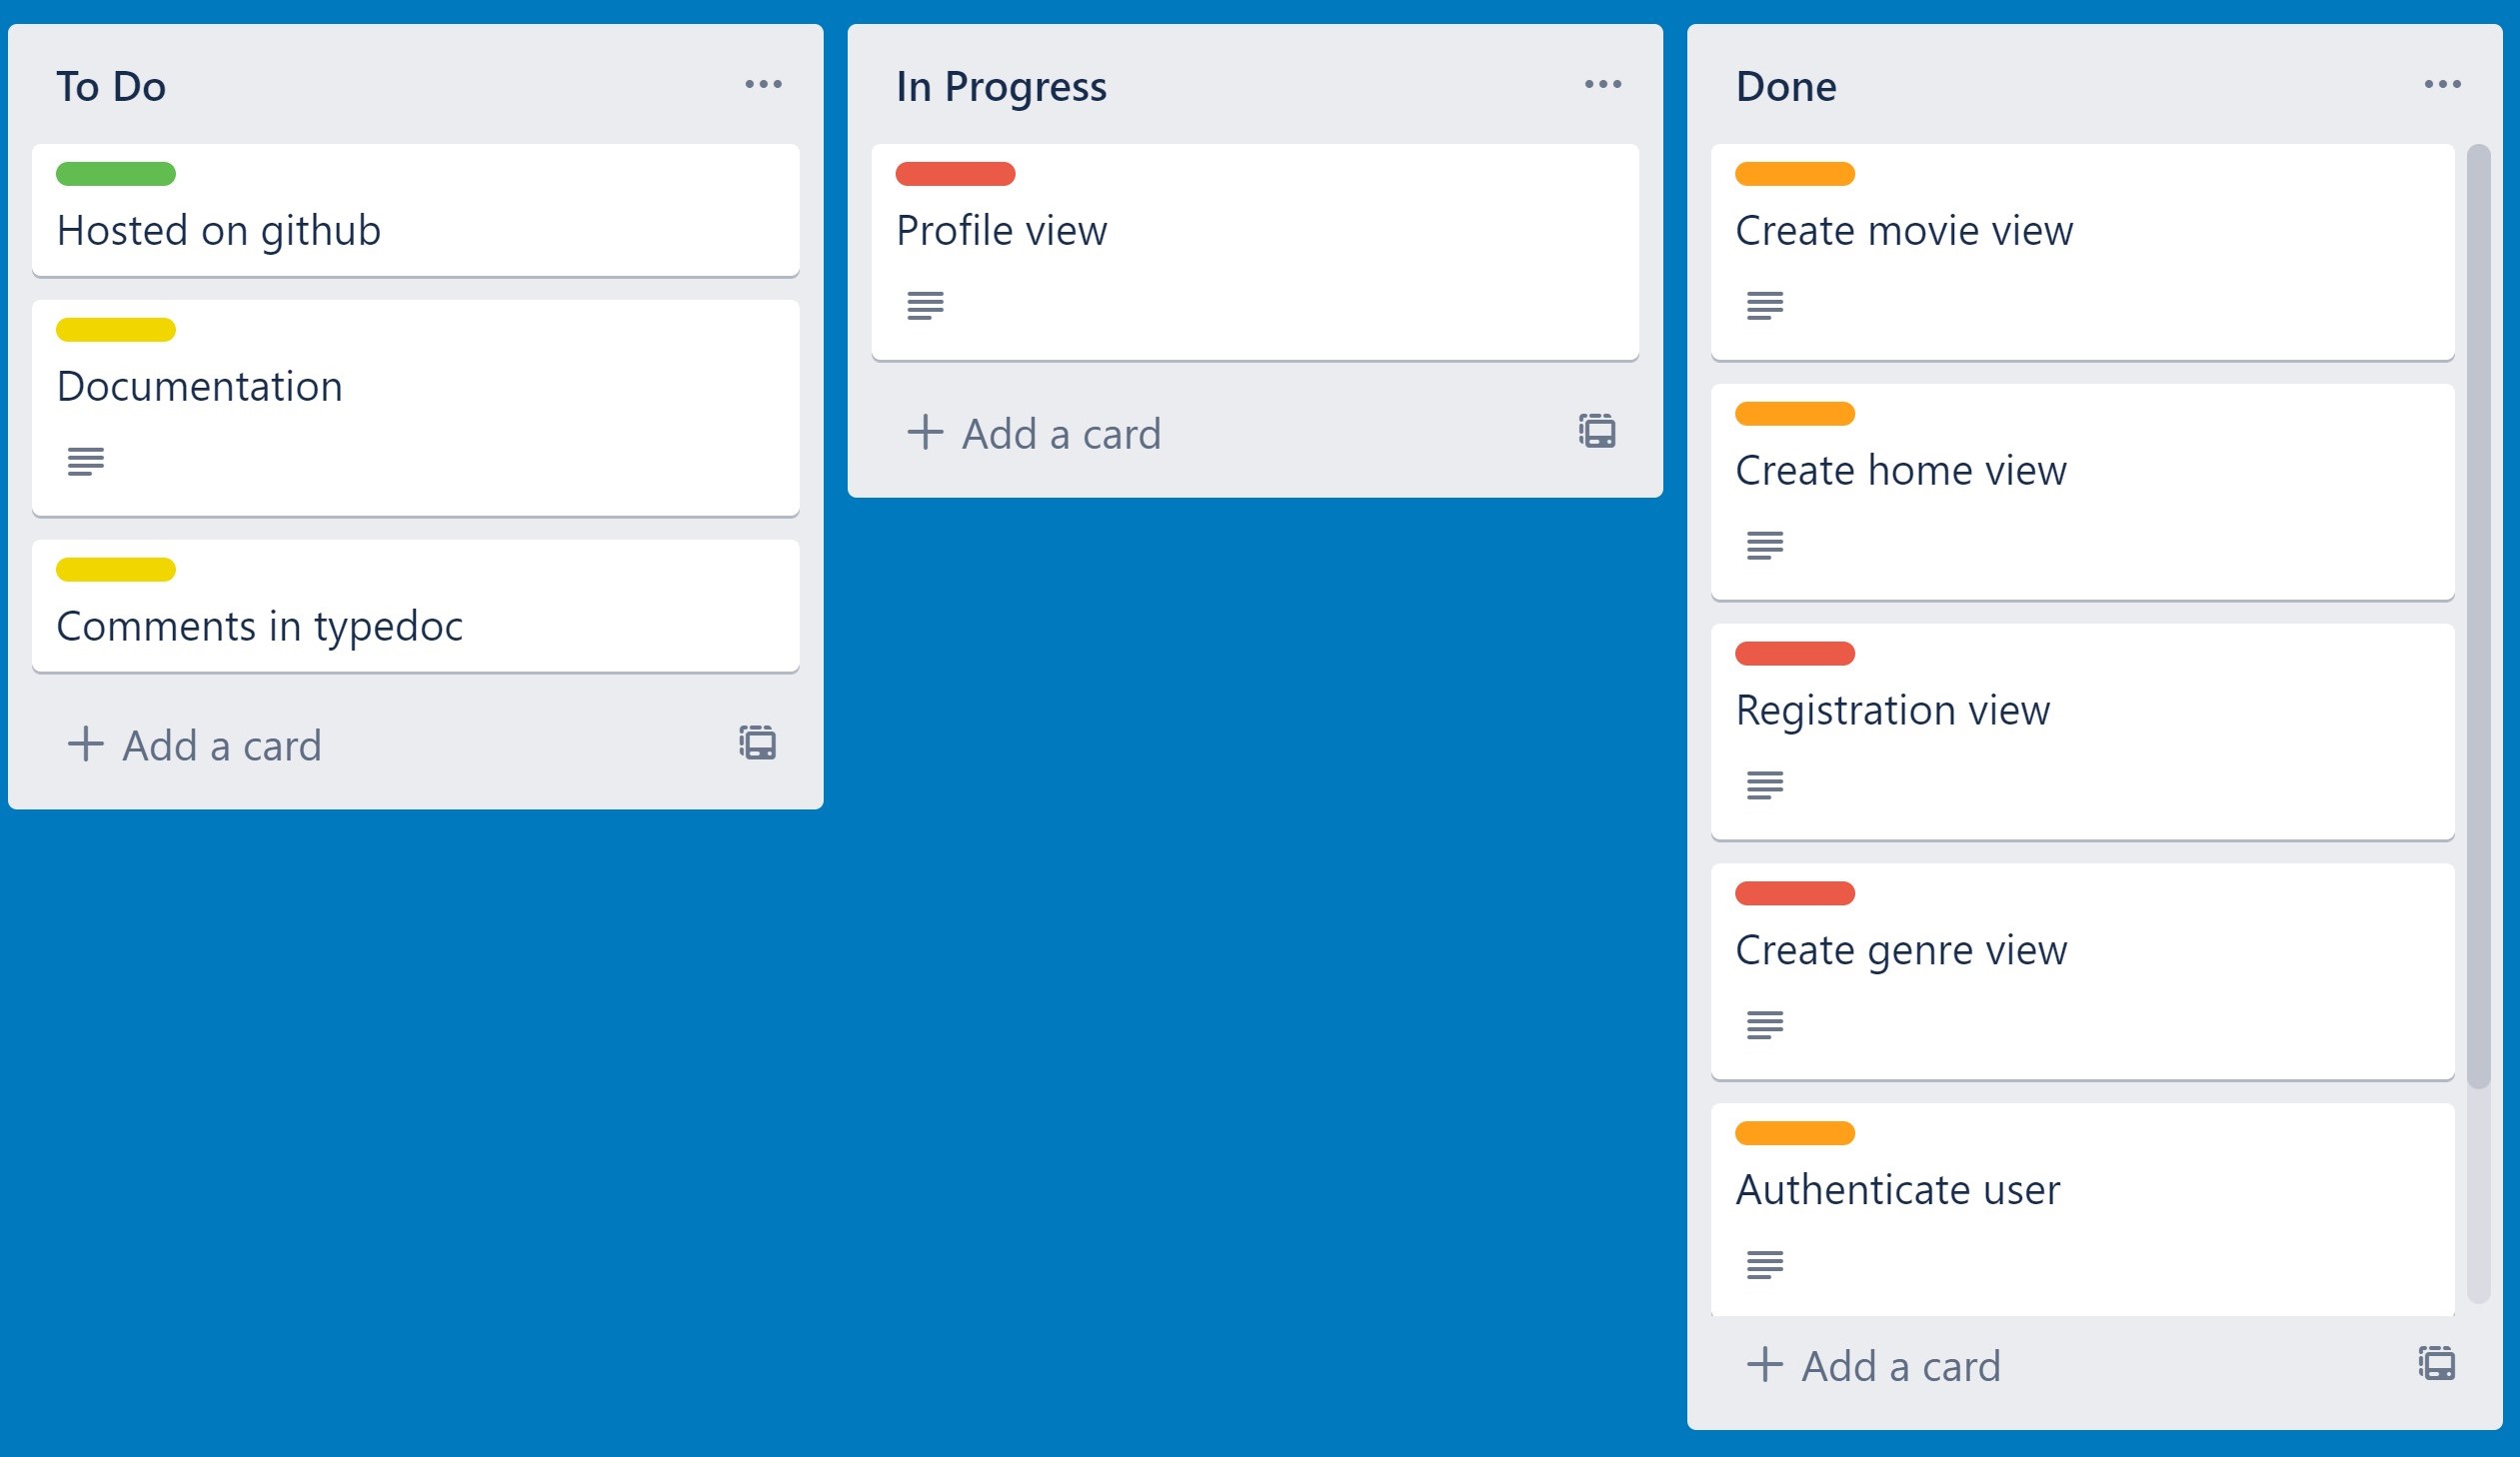 To Do
Hosted on github
Documentation
Comments in typedoc
Add a card
In Progress
Profile view
Add a card
Done
Create movie view
Create home view
Registration view
Create genre view
Authenticate user
Add a card